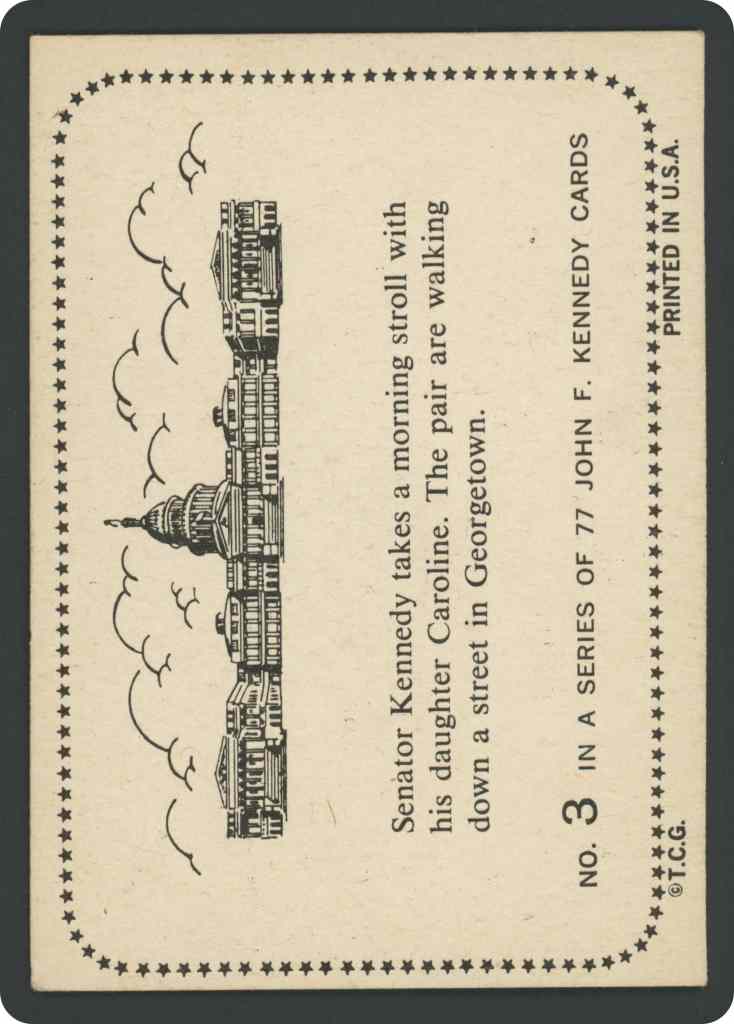 Senator Kennedy takes a morning stroll with
his daughter Caroline. The pair are walking
down a street in Georgetown.
NO. 3 IN A SERIES OF 77 JOHN F. KENNEDY CARDS
©T.C.G. PRINTED IN U.S.A.